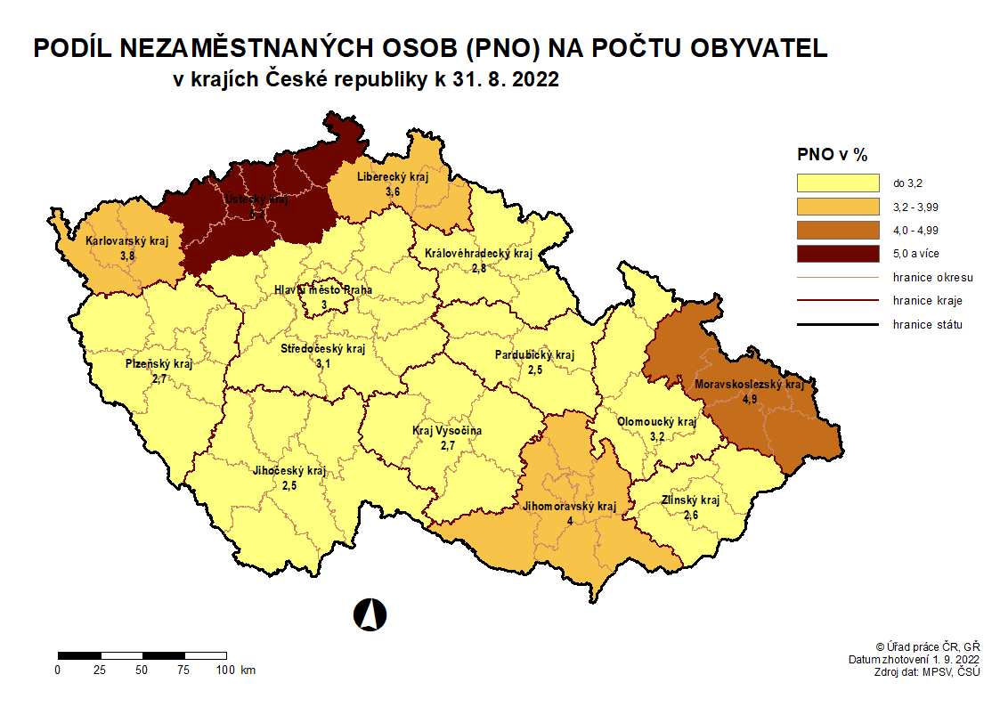 PODÍL NEZAMĚSTNANÝCH OSOB (PNO) NA POČTU OBYVATEL
v krajích České republiky k 31. 8. 2022
PNO v %
do 3,2
3,2 - 3,99
4,0 - 4,99
5,0 a více
hranice okresu
hranice kraje
hranice státu
Liberecký kraj
3,6
Ústecký kraj
Karlovarský kraj
3,8
Královéhradecký kraj
2,8
Hlavní město Praha
3
Středočeský kraj
3,1
Plzeňský kraj
2,7
Pardubický kraj
2,5
Moravskoslezský kraj
4,9
Olomoucký kraj
3,2
Kraj Vysočina
2,7
Jihočeský kraj
2,5
Zlínský kraj
2,6
Jihomoravský kraj
4
0 25 50 75 100 km
© Úřad práce ČR, GŘ
Datum zhotovení 1. 9. 2022
Zdroj dat: MPSV, ČSÚ